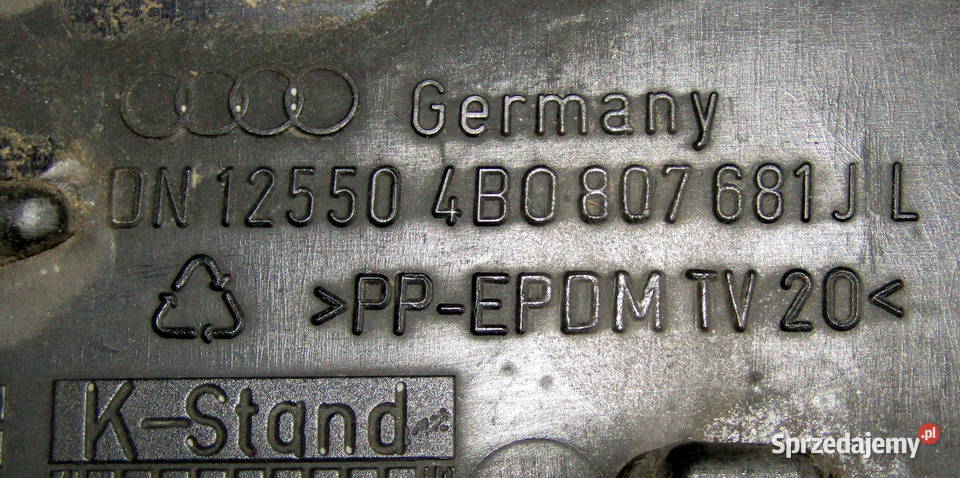 Germany
DN 12550 4B0 807 681 J L
>PP-EPDM TV 20<
K-Stand
Sprzedajemy.pl